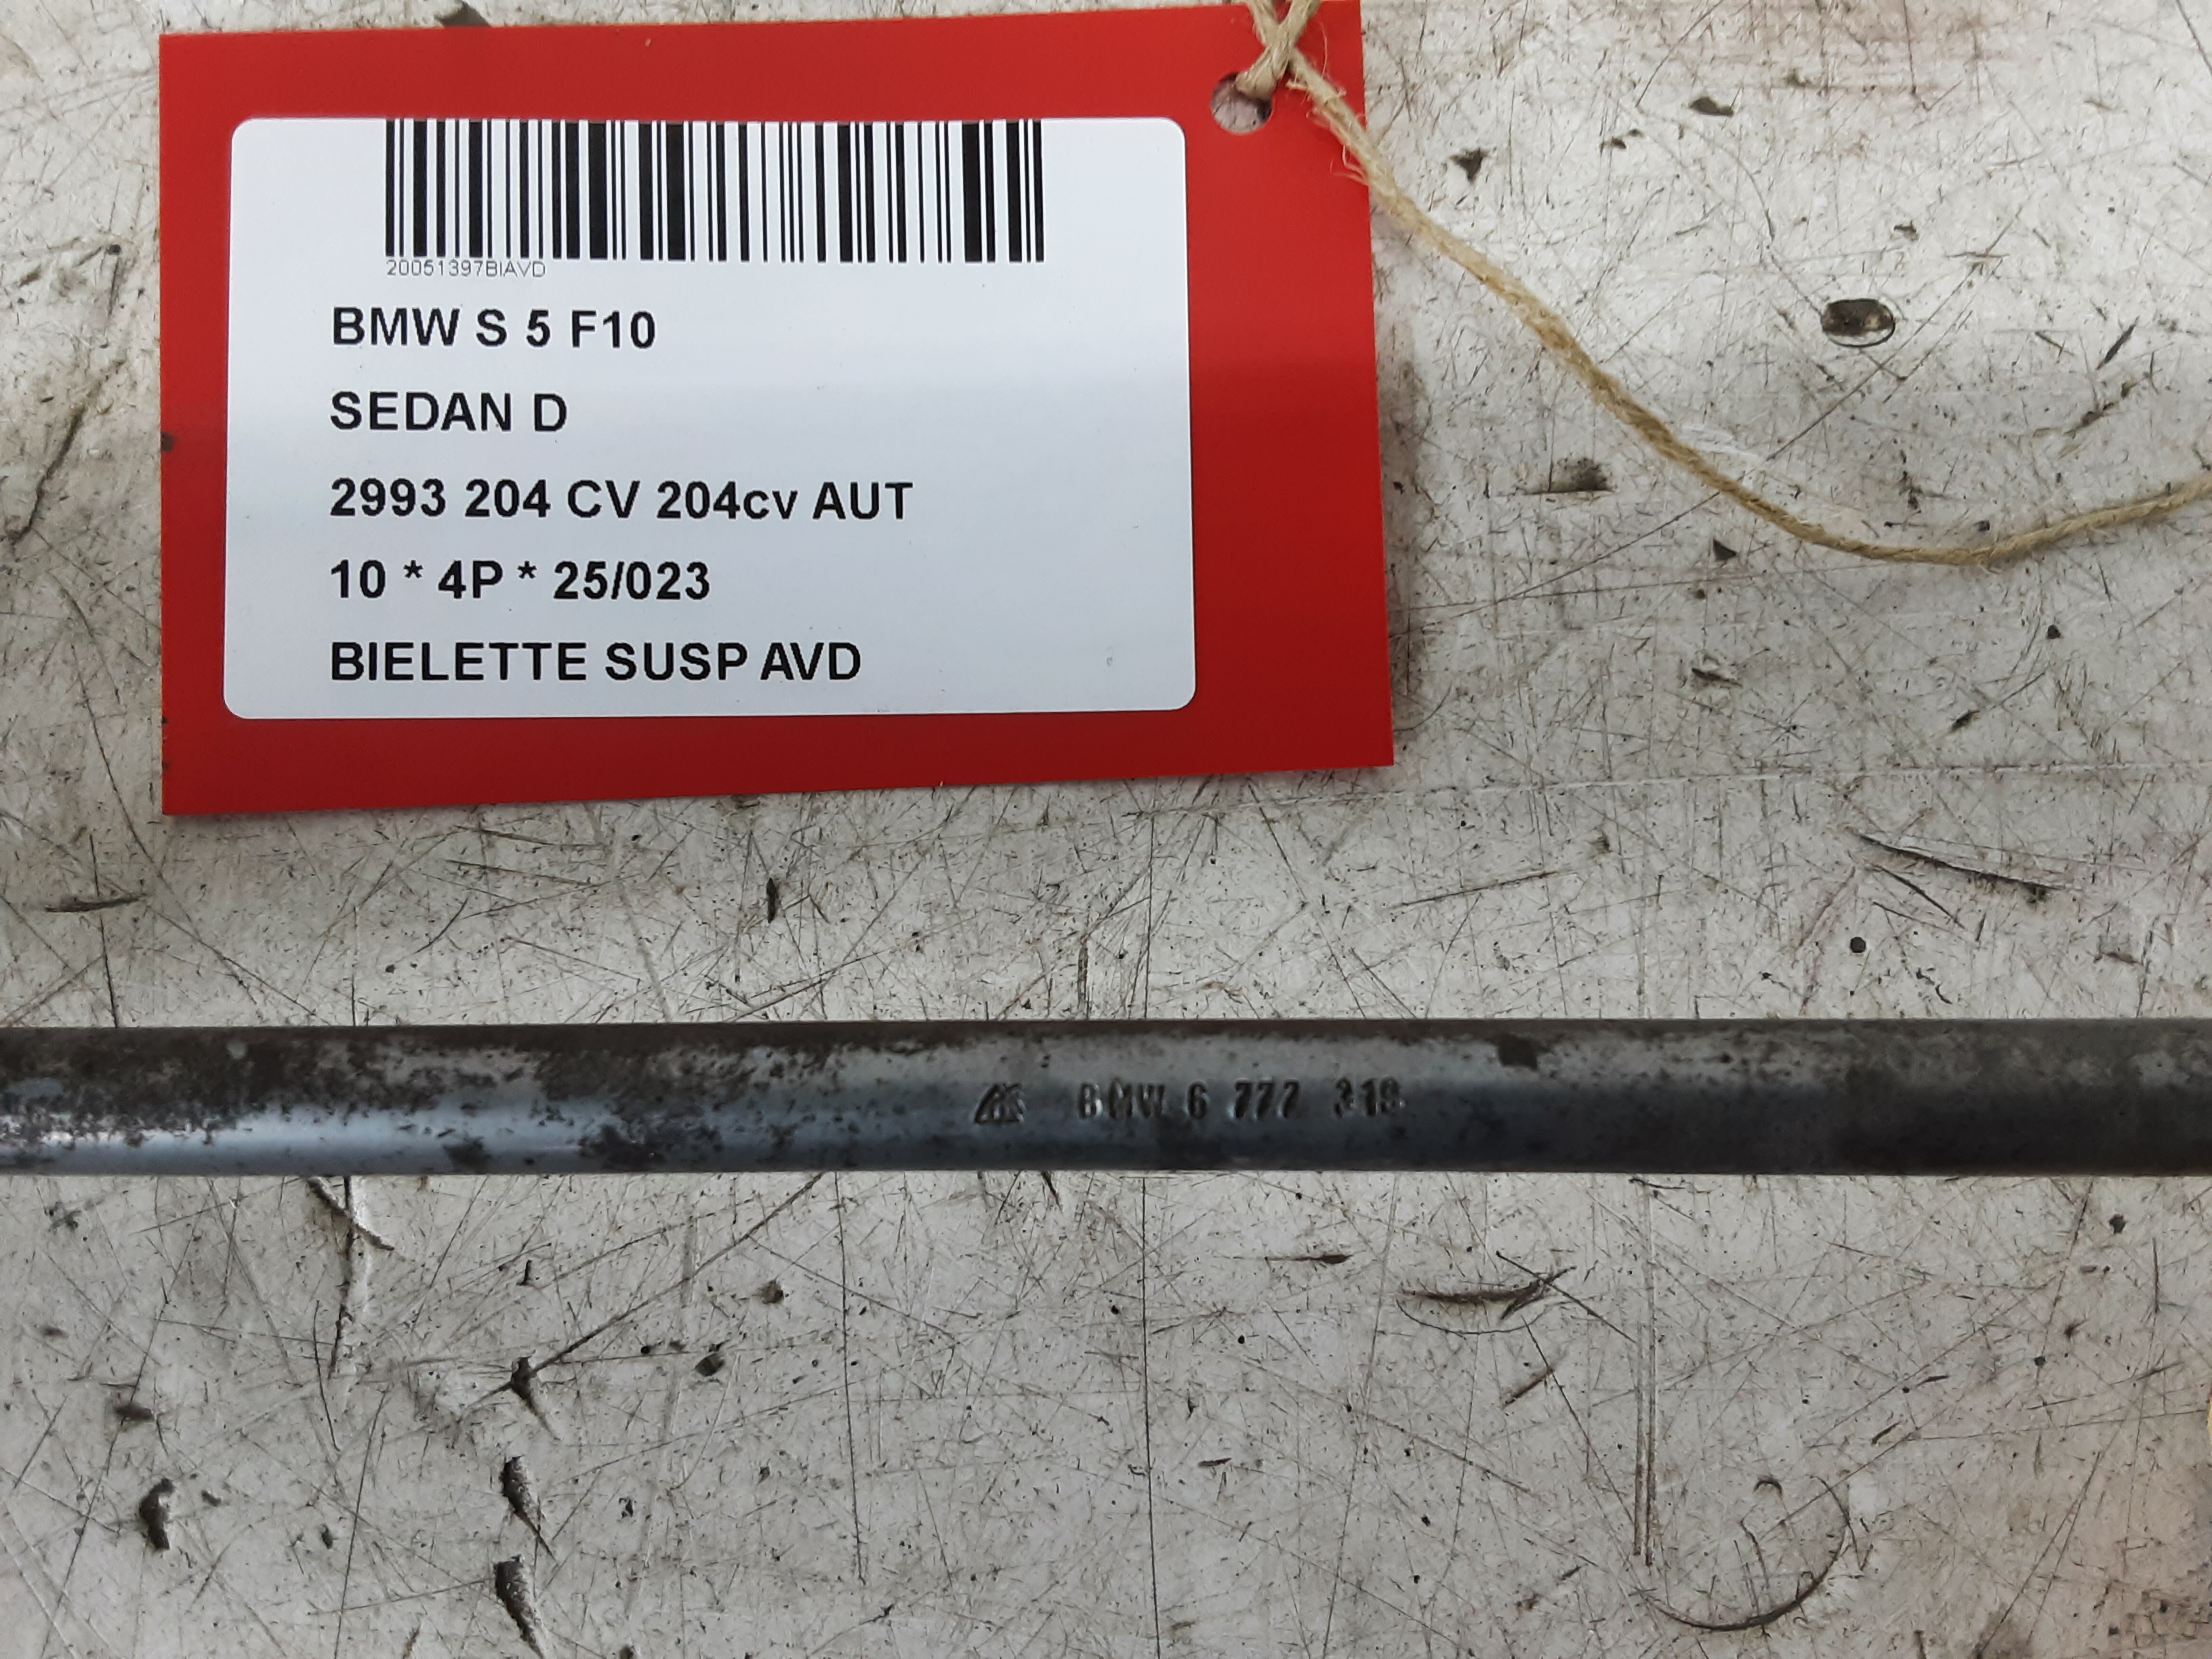 20051397BIAVD
BMW S 5 F10
SEDAN D
2993 204 CV 204cv AUT
10 * 4P * 25/023
BIELETTE SUSP AVD
BMW 6 777 318